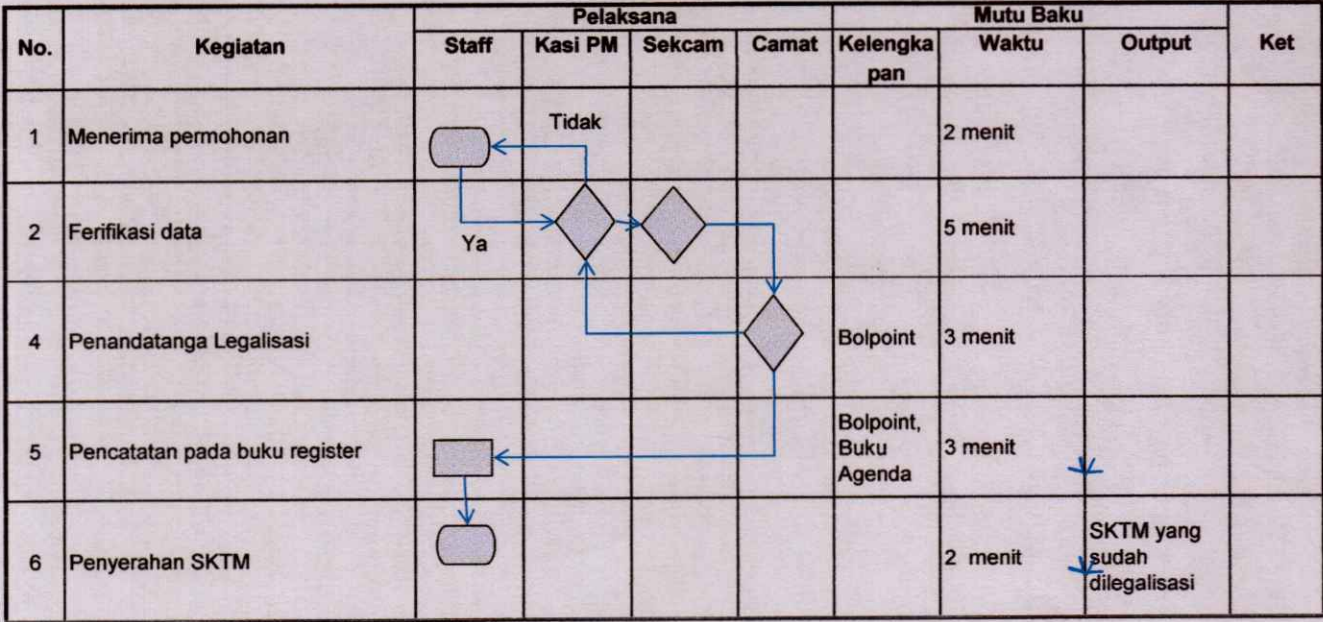 Pelaksana Mutu Baku
No. Kegiatan Staff Kasi PM Sekcam Camat Kelengka Waktu Output Ket
pan
1 Menerima permohonan Tidak 2 menit
2 Ferifikasi data Ya 5 menit
4 Penandatanga Legalisasi Bolpoint 3 menit
5 Pencatatan pada buku register Bolpoint, 3 menit
Buku
Agenda
6 Penyerahan SKTM 2 menit SKTM yang
sudah
dilegalisasi